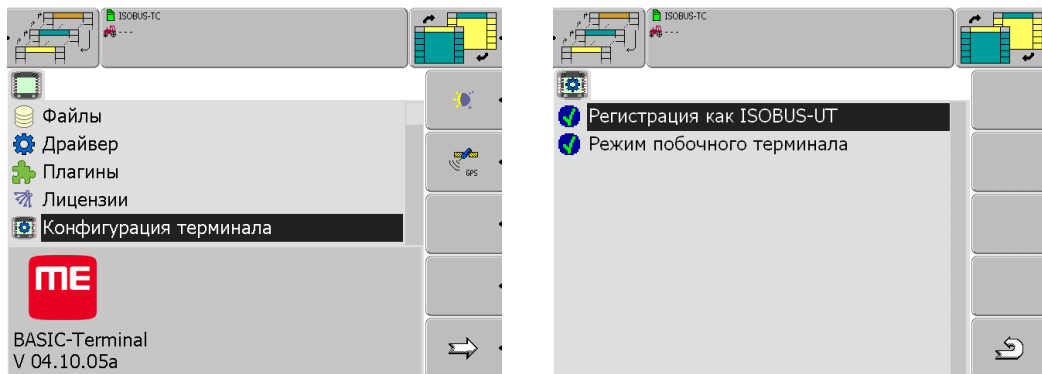 ISOBUS-TC
---
Файлы
Драйвер
Плагины
Лицензии
Конфигурация терминала
GPS
ME
BASIC-Terminal
V 04.10.05a
ISOBUS-TC
---
Регистрация как ISOBUS-UT
Режим побочного терминала